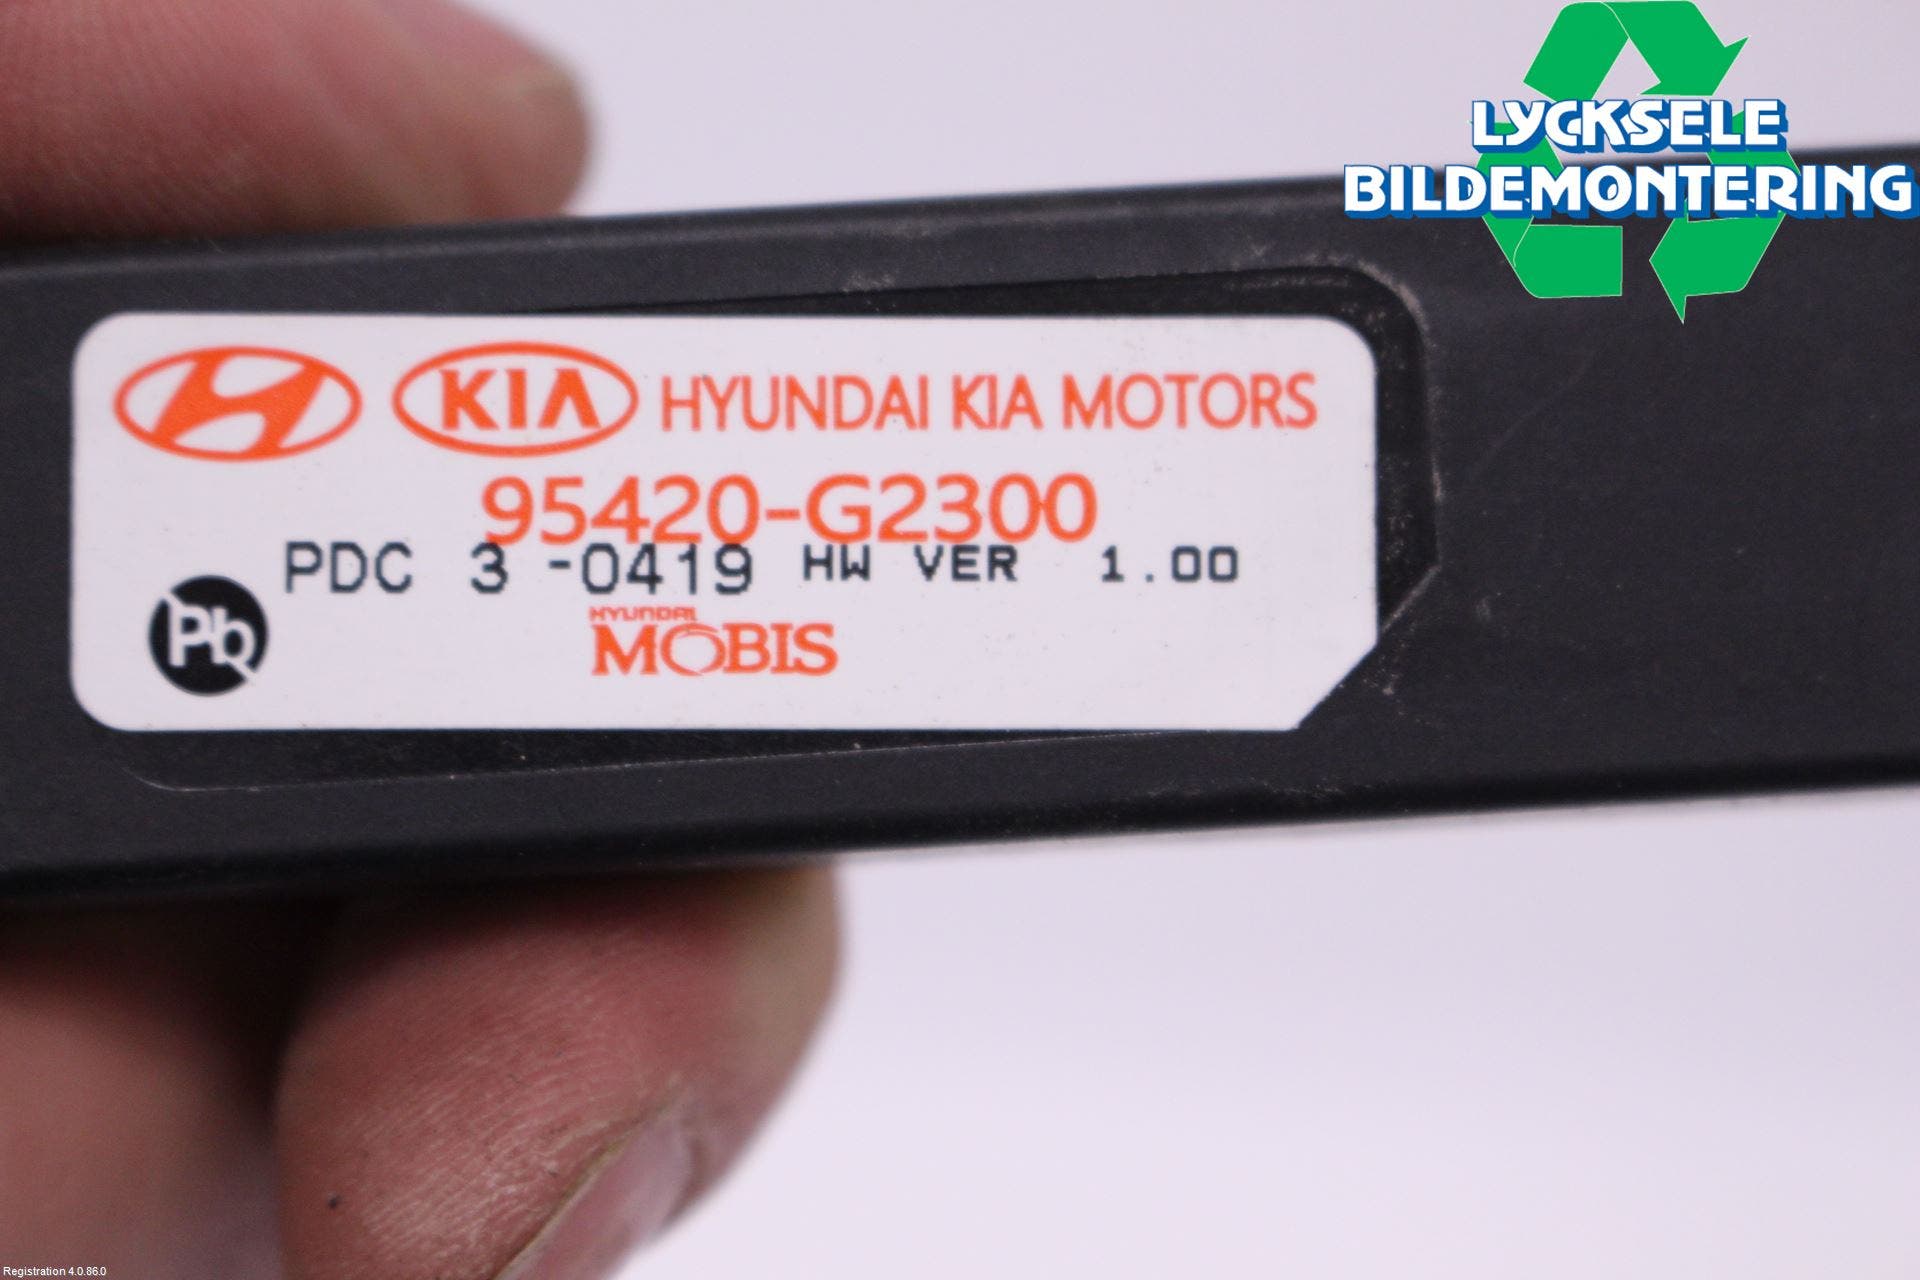 LYCKSELE
BILDEMONTERING
KIA HYUNDAI KIA MOTORS
95420-G2300
PDC 3 -0419 HW VER 1.00
Pb
HYUNDAI
MOBIS
Registration 4.0.86.0